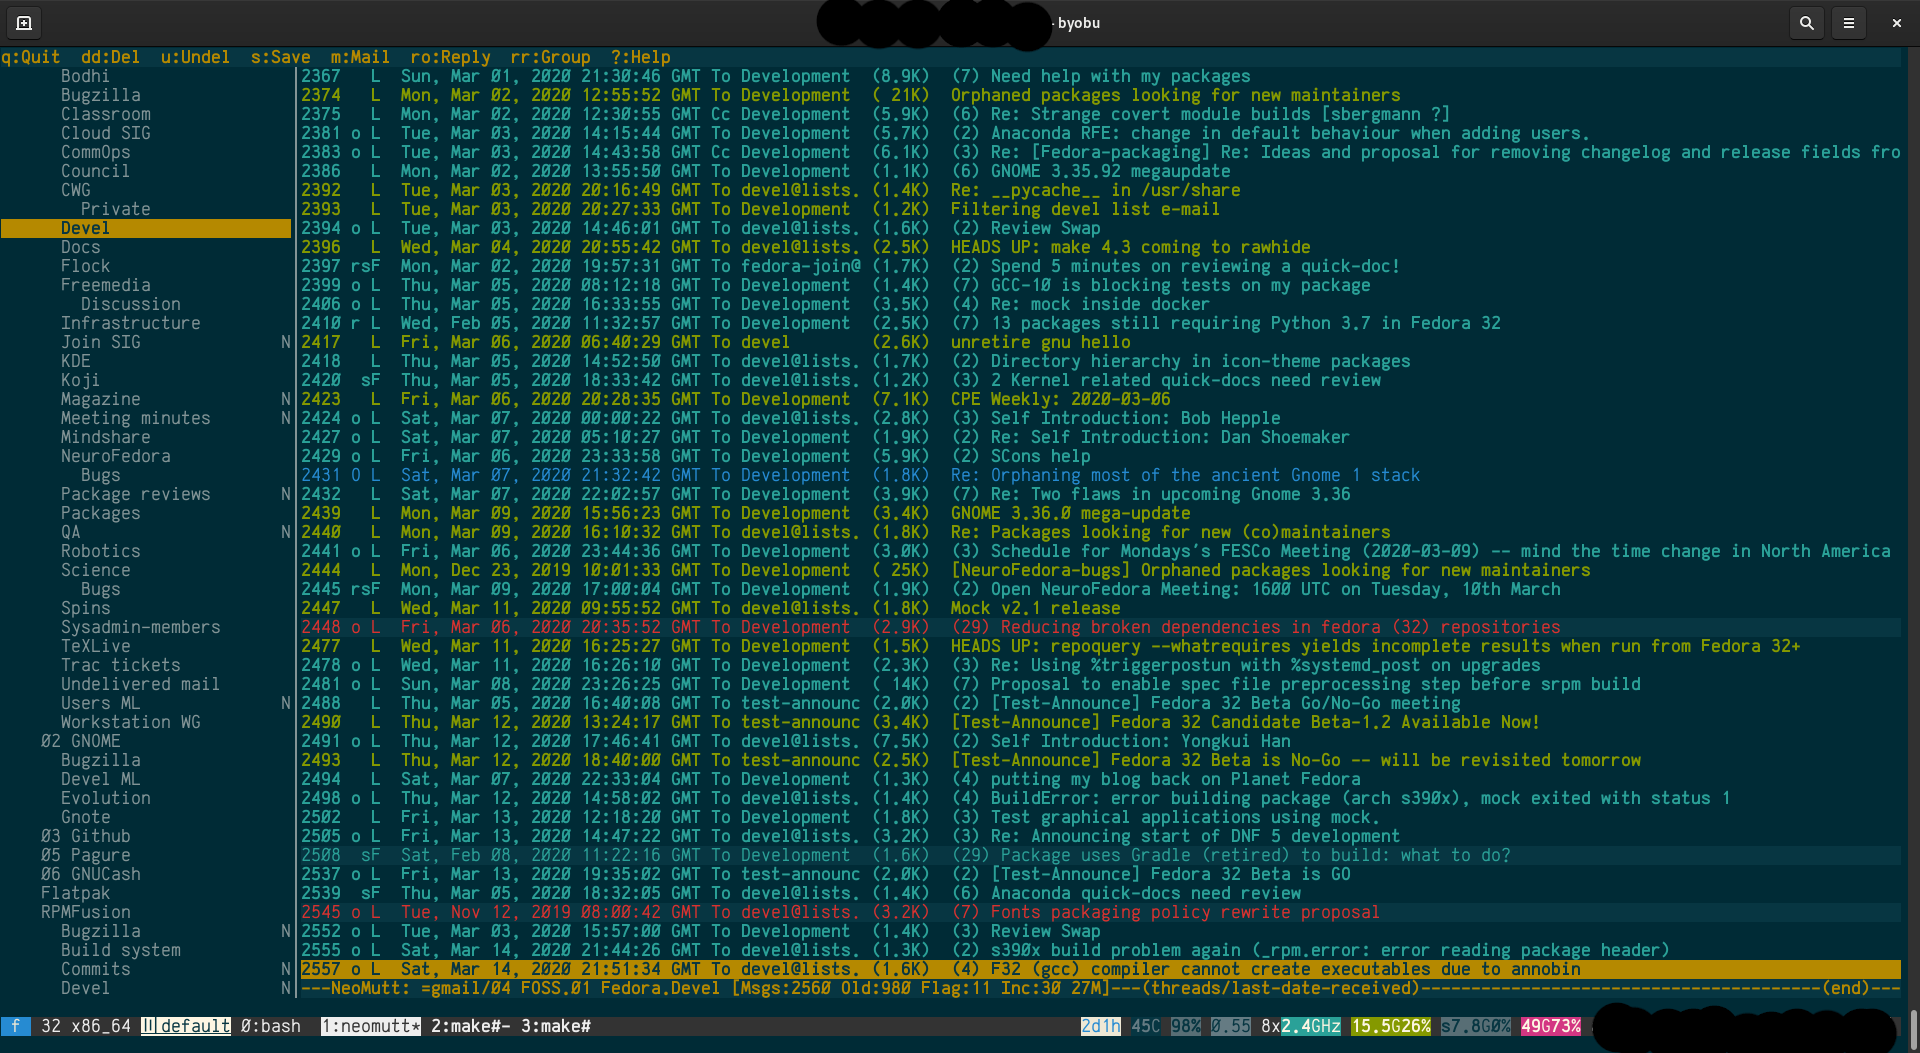 - byobu
q:Quit  dd:Del  u:Undel  s:Save  m:Mail  ro:Reply  rr:Group  ?:Help
Bodhi 2367 L Sun, Mar 01, 2020 21:30:46 GMT To Development (8.9K) (7) Need help with my packages
Bugzilla 2374 L Mon, Mar 02, 2020 12:55:52 GMT To Development ( 21K) Orphaned packages looking for new maintainers
Classroom 2375 L Mon, Mar 02, 2020 12:30:55 GMT Cc Development (5.9K) (6) Re: Strange covert module builds [sbergmann ?]
Cloud SIG 2381 o L Tue, Mar 03, 2020 14:15:44 GMT To Development (5.7K) (2) Anaconda RFE: change in default behaviour when adding users.
CommOps 2383 o L Tue, Mar 03, 2020 14:43:58 GMT Cc Development (6.1K) (3) Re: [Fedora-packaging] Re: Ideas and proposal for removing changelog and release fields fro
Council 2386 L Mon, Mar 02, 2020 13:55:50 GMT To Development (1.1K) (6) GNOME 3.35.92 megaupdate
CWG 2392 L Tue, Mar 03, 2020 20:16:49 GMT To devel@lists. (1.4K) Re: __pycache__ in /usr/share
Private 2393 L Tue, Mar 03, 2020 20:27:33 GMT To Development (1.2K) Filtering devel list e-mail
Devel 2394 o L Tue, Mar 03, 2020 14:46:01 GMT To devel@lists. (1.6K) (2) Review Swap
Docs 2396 L Wed, Mar 04, 2020 20:55:42 GMT To devel@lists. (2.5K) HEADS UP: make 4.3 coming to rawhide
Flock 2397 rsF Mon, Mar 02, 2020 19:57:31 GMT To fedora-join@ (1.7K) (2) Spend 5 minutes on reviewing a quick-doc!
Freemedia 2399 o L Thu, Mar 05, 2020 08:12:18 GMT To Development (1.4K) (7) GCC-10 is blocking tests on my package
Discussion 2406 o L Thu, Mar 05, 2020 16:33:55 GMT To Development (3.5K) (4) Re: mock inside docker
Infrastructure 2410 r L Wed, Feb 05, 2020 11:32:57 GMT To Development (2.5K) (7) 13 packages still requiring Python 3.7 in Fedora 32
Join SIG N 2417 L Fri, Mar 06, 2020 06:40:29 GMT To devel (2.6K) unretire gnu hello
KDE 2418 L Thu, Mar 05, 2020 14:52:50 GMT To devel@lists. (1.7K) (2) Directory hierarchy in icon-theme packages
Koji 2420 sF Thu, Mar 05, 2020 18:33:42 GMT To devel@lists. (1.2K) (3) 2 Kernel related quick-docs need review
Magazine N 2423 L Fri, Mar 06, 2020 20:28:35 GMT To Development (7.1K) CPE Weekly: 2020-03-06
Meeting minutes N 2424 o L Sat, Mar 07, 2020 00:00:22 GMT To devel@lists. (2.8K) (3) Self Introduction: Bob Hepple
Mindshare 2427 o L Sat, Mar 07, 2020 05:10:27 GMT To Development (1.9K) (2) Re: Self Introduction: Dan Shoemaker
NeuroFedora 2429 o L Fri, Mar 06, 2020 23:33:58 GMT To Development (5.9K) (2) SCons help
Bugs 2431 O L Sat, Mar 07, 2020 21:32:42 GMT To Development (1.8K) Re: Orphaning most of the ancient Gnome 1 stack
Package reviews N 2432 L Sat, Mar 07, 2020 22:02:57 GMT To Development (3.9K) (7) Re: Two flaws in upcoming Gnome 3.36
Packages 2439 L Mon, Mar 09, 2020 15:56:23 GMT To Development (3.4K) GNOME 3.36.0 mega-update
QA N 2440 L Mon, Mar 09, 2020 16:10:32 GMT To devel@lists. (1.8K) Re: Packages looking for new (co)maintainers
Robotics 2441 o L Fri, Mar 06, 2020 23:44:36 GMT To Development (3.0K) (3) Schedule for Mondays's FESCo Meeting (2020-03-09) -- mind the time change in North America
Science 2444 L Mon, Dec 23, 2019 10:01:33 GMT To Development ( 25K) [NeuroFedora-bugs] Orphaned packages looking for new maintainers
Bugs 2445 rsF Mon, Mar 09, 2020 17:00:04 GMT To Development (1.9K) (2) Open NeuroFedora Meeting: 1600 UTC on Tuesday, 10th March
Spins 2447 L Wed, Mar 11, 2020 09:55:52 GMT To devel@lists. (1.8K) Mock v2.1 release
Sysadmin-members 2448 o L Fri, Mar 06, 2020 20:35:52 GMT To Development (2.9K) (29) Reducing broken dependencies in fedora (32) repositories
TeXLive 2477 L Wed, Mar 11, 2020 16:25:27 GMT To Development (1.5K) HEADS UP: repoquery --whatrequires yields incomplete results when run from Fedora 32+
Trac tickets 2478 o L Wed, Mar 11, 2020 16:26:10 GMT To Development (2.3K) (3) Re: Using %triggerpostun with %systemd_post on upgrades
Undelivered mail 2481 o L Sun, Mar 08, 2020 23:26:25 GMT To Development ( 14K) (7) Proposal to enable spec file preprocessing step before srpm build
Users ML N 2488 L Thu, Mar 05, 2020 16:40:08 GMT To test-announc (2.0K) (2) [Test-Announce] Fedora 32 Beta Go/No-Go meeting
Workstation WG 2490 L Thu, Mar 12, 2020 13:24:17 GMT To test-announc (3.4K) [Test-Announce] Fedora 32 Candidate Beta-1.2 Available Now!
02 GNOME 2491 o L Thu, Mar 12, 2020 17:46:41 GMT To devel@lists. (7.5K) (2) Self Introduction: Yongkui Han
Bugzilla 2493 L Thu, Mar 12, 2020 18:40:00 GMT To test-announc (2.5K) [Test-Announce] Fedora 32 Beta is No-Go -- will be revisited tomorrow
Devel ML 2494 L Sat, Mar 07, 2020 22:33:04 GMT To Development (1.3K) (4) putting my blog back on Planet Fedora
Evolution 2498 o L Thu, Mar 12, 2020 14:58:02 GMT To devel@lists. (1.4K) (4) BuildError: error building package (arch s390x), mock exited with status 1
Gnote 2502 L Fri, Mar 13, 2020 12:18:20 GMT To Development (1.8K) (3) Test graphical applications using mock.
03 Github 2505 o L Fri, Mar 13, 2020 14:47:22 GMT To devel@lists. (3.2K) (3) Re: Announcing start of DNF 5 development
05 Pagure 2508 sF Sat, Feb 08, 2020 11:22:16 GMT To Development (1.6K) (29) Package uses Gradle (retired) to build: what to do?
06 GNUCash 2537 o L Fri, Mar 13, 2020 19:35:02 GMT To test-announc (2.0K) (2) [Test-Announce] Fedora 32 Beta is GO
Flatpak 2539 sF Thu, Mar 05, 2020 18:32:05 GMT To devel@lists. (1.4K) (6) Anaconda quick-docs need review
RPMFusion 2545 o L Tue, Nov 12, 2019 08:00:42 GMT To devel@lists. (3.2K) (7) Fonts packaging policy rewrite proposal
Bugzilla N 2552 o L Tue, Mar 03, 2020 15:57:00 GMT To devel@lists. (1.4K) (3) Review Swap
Build system 2555 o L Sat, Mar 14, 2020 21:44:26 GMT To devel@lists. (1.3K) (2) s390x build problem again (_rpm.error: error reading package header)
Commits N 2557 o L Sat, Mar 14, 2020 21:51:34 GMT To devel@lists. (1.6K) (4) F32 (gcc) compiler cannot create executables due to annobin
Devel N ---NeoMutt: =gmail/04 FOSS.01 Fedora.Devel [Msgs:2560 Old:980 Flag:11 Inc:30 27M]---(threads/last-date-received)----------------------------------------(end)---
f 32 x86_64 default 0:bash 1:neomutt* 2:make#- 3:make# 2d1h 45C 98% 0.55 8x2.4GHz 15.5G26% s7.8G0% 49G73%